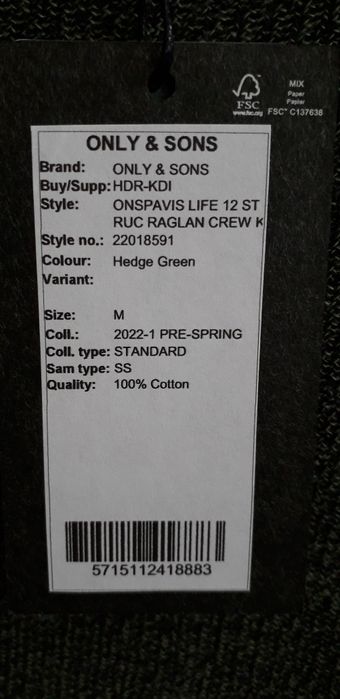 FSC
www.fsc.org
MIX
Paper
Papier
FSC™ C137638
ONLY & SONS
Brand: ONLY & SONS
Buy/Supp: HDR-KDI
Style: ONSPAVIS LIFE 12 ST
RUC RAGLAN CREW K
Style no.: 22018591
Colour: Hedge Green
Variant:
Size: M
Coll.: 2022-1 PRE-SPRING
Coll. type: STANDARD
Sam type: SS
Quality: 100% Cotton
5715112418883